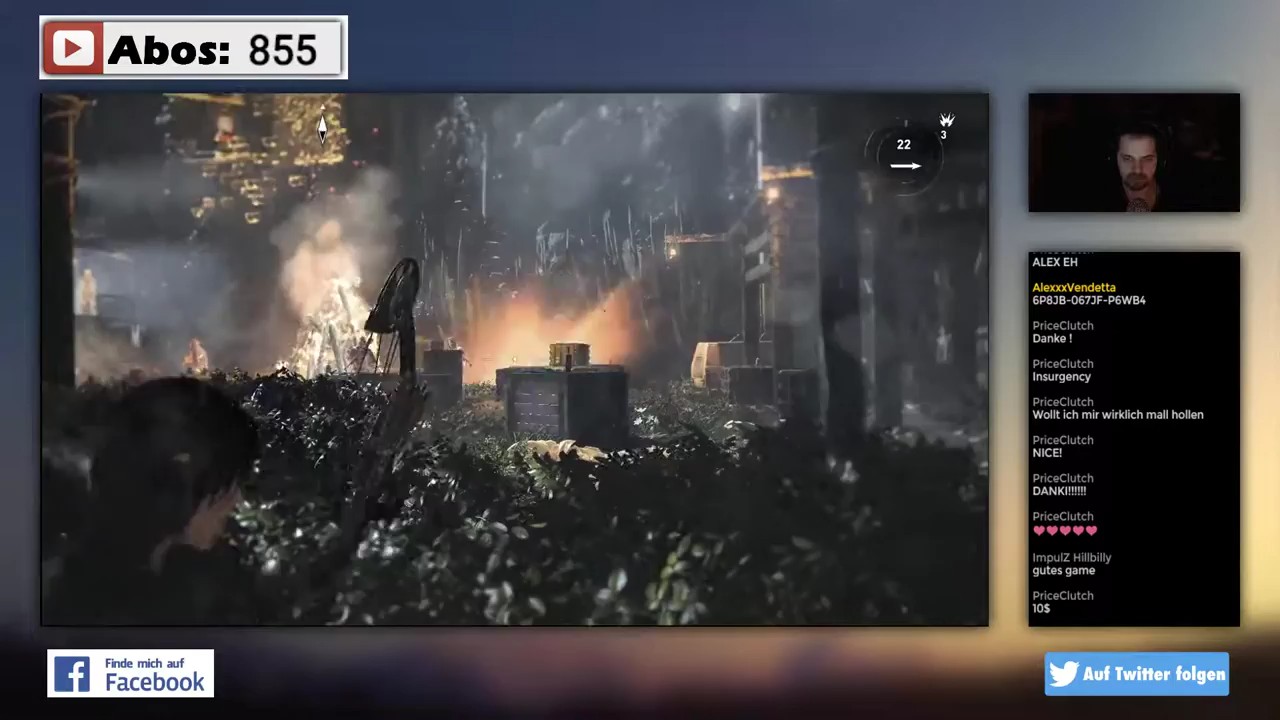 Abos: 855
22
3
ALEX EH
AlexxxVendetta
6P8JB-067JF-P6WB4
PriceClutch
Danke !
PriceClutch
Insurgency
PriceClutch
Wollt ich mir wirklich mall hollen
PriceClutch
NICE!
PriceClutch
DANKI!!!!!!
PriceClutch
ImpulZ Hillbilly
gutes game
PriceClutch
10$
Finde mich auf
Facebook
Auf Twitter folgen